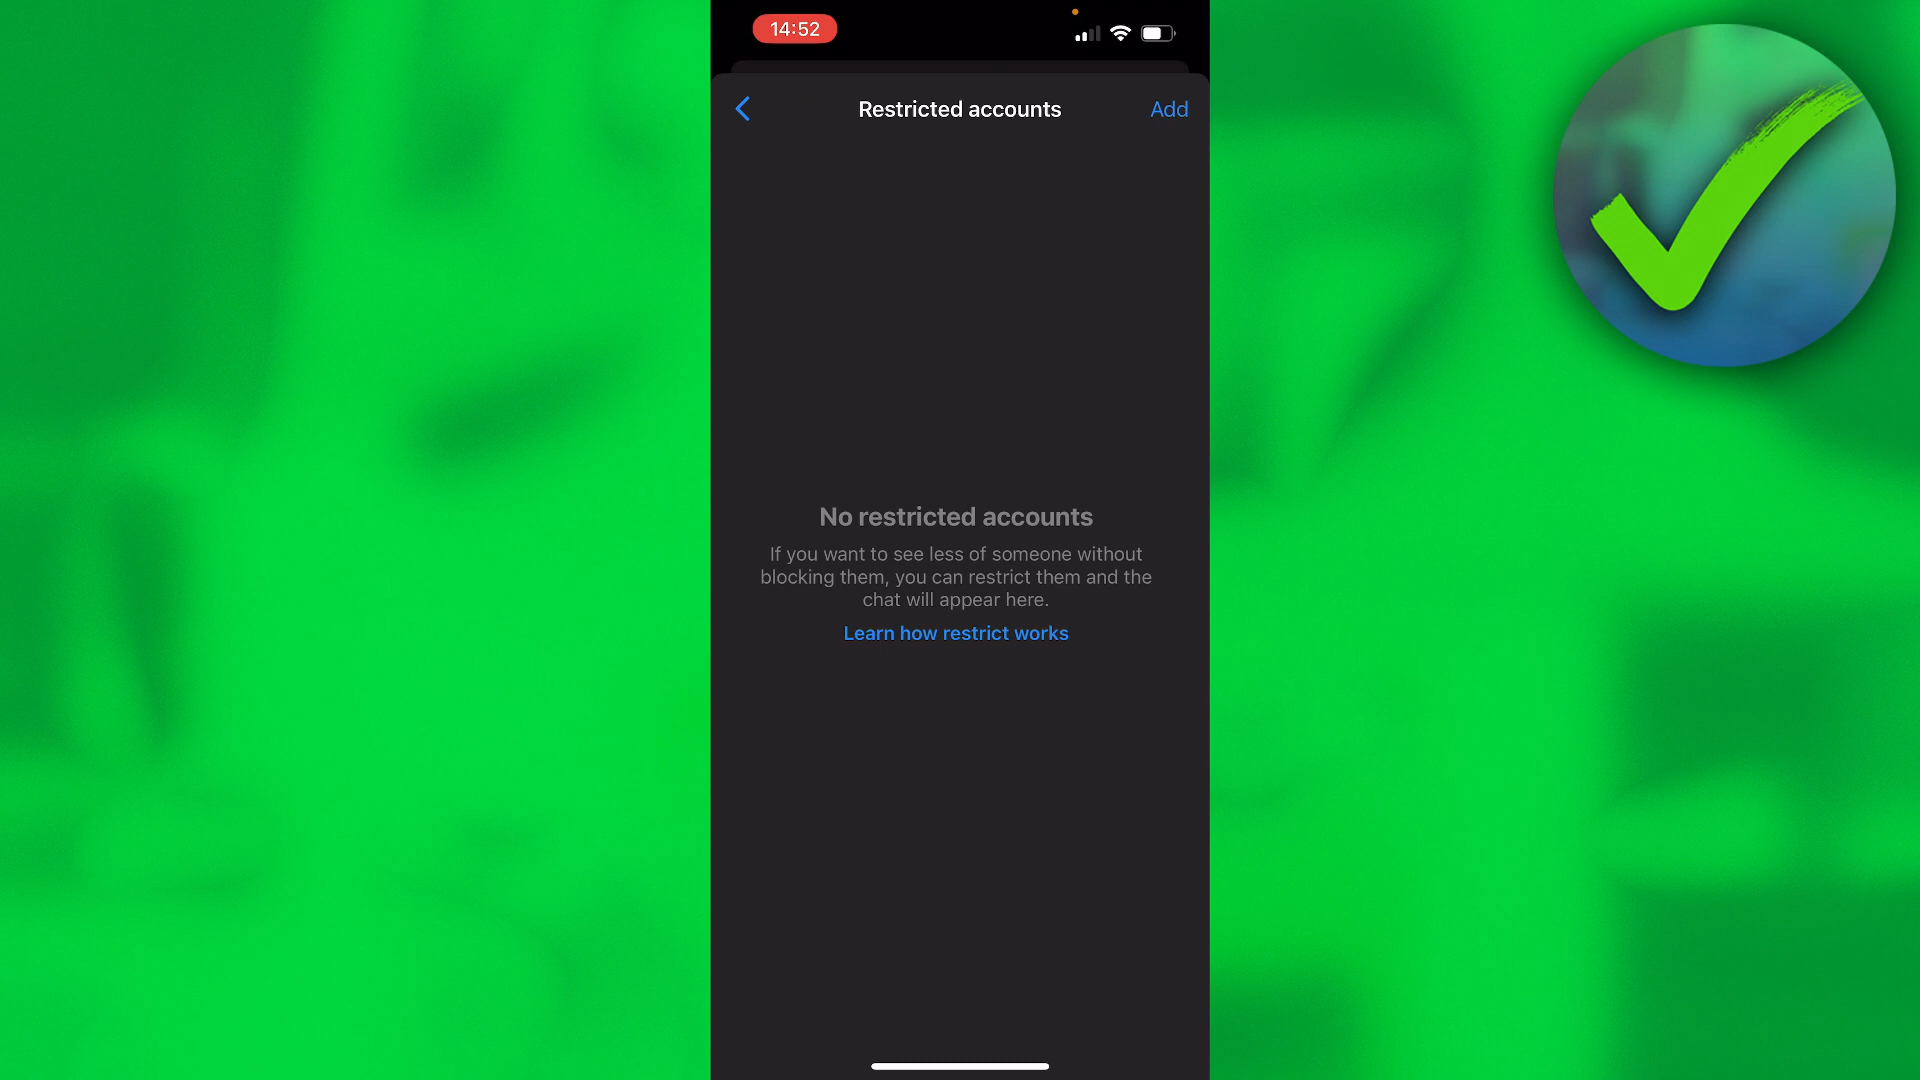 14:52
Restricted accounts
Add
No restricted accounts
If you want to see less of someone without
blocking them, you can restrict them and the
chat will appear here.
Learn how restrict works